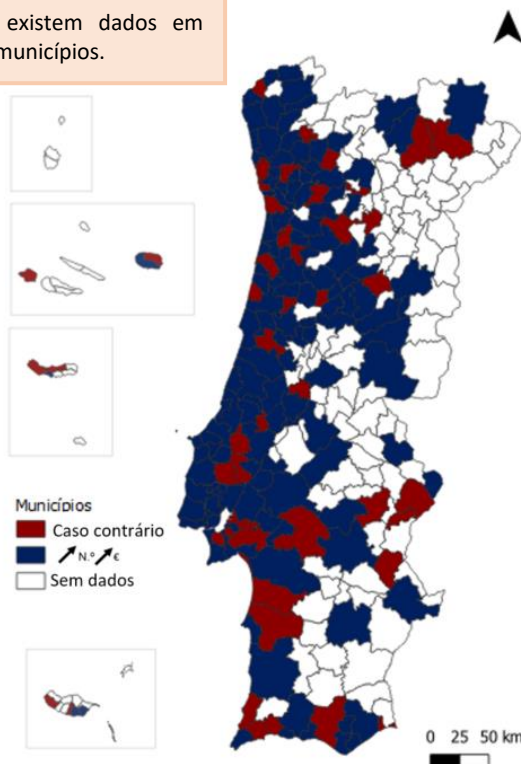 existem dados em
municípios.
Municípios
Caso contrário
N.º €
Sem dados
0 25 50 km